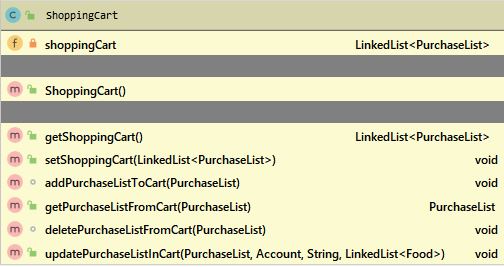 C ShoppingCart
f shoppingCart LinkedList<PurchaseList>
m ShoppingCart()
m getShoppingCart() LinkedList<PurchaseList>
m setShoppingCart(LinkedList<PurchaseList>) void
m addPurchaseListToCart(PurchaseList) void
m getPurchaseListFromCart(PurchaseList) PurchaseList
m deletePurchaseListFromCart(PurchaseList) void
m updatePurchaseListInCart(PurchaseList, Account, String, LinkedList<Food>) void